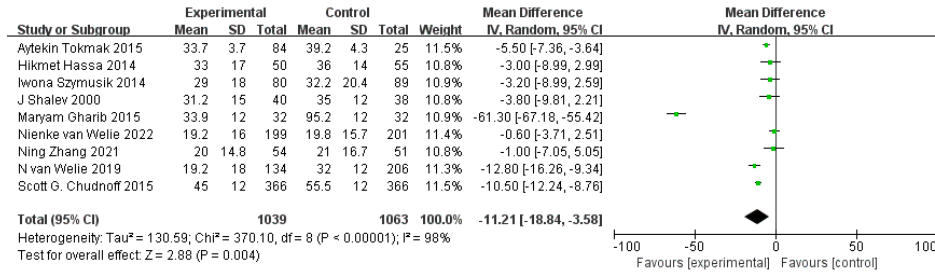 Experimental Control Mean Difference Mean Difference
Study or Subgroup Mean SD Total Mean SD Total Weight IV, Random, 95% CI IV, Random, 95% CI
Aytekin Tokmak 2015 33.7 3.7 84 39.2 4.3 25 11.5% -5.50 [-7.36, -3.64]
Hikmet Hassa 2014 33 17 50 36 14 55 10.9% -3.00 [-8.99, 2.99]
Iwona Szymusik 2014 29 18 80 32.2 20.4 89 10.9% -3.20 [-8.99, 2.59]
J Shalev 2000 31.2 15 40 35 12 38 10.9% -3.80 [-9.81, 2.21]
Maryam Gharib 2015 33.9 12 32 95.2 12 32 10.9% -61.30 [-67.18, -55.42]
Nienke van Welie 2022 19.2 16 199 19.8 15.7 201 11.4% -0.60 [-3.71, 2.51]
Ning Zhang 2021 20 14.8 54 21 16.7 51 10.9% -1.00 [-7.05, 5.05]
N van Welie 2019 19.2 18 134 32 12 206 11.3% -12.80 [-16.26, -9.34]
Scott G. Chudnoff 2015 45 12 366 55.5 12 366 11.5% -10.50 [-12.24, -8.76]
Total (95% CI) 1039 1063 100.0% -11.21 [-18.84, -3.58]
Heterogeneity: Tau² = 130.59; Chi² = 370.10, df = 8 (P < 0.00001); I² = 98%
Test for overall effect: Z = 2.88 (P = 0.004)
-100 -50 0 50 100
Favours [experimental] Favours [control]